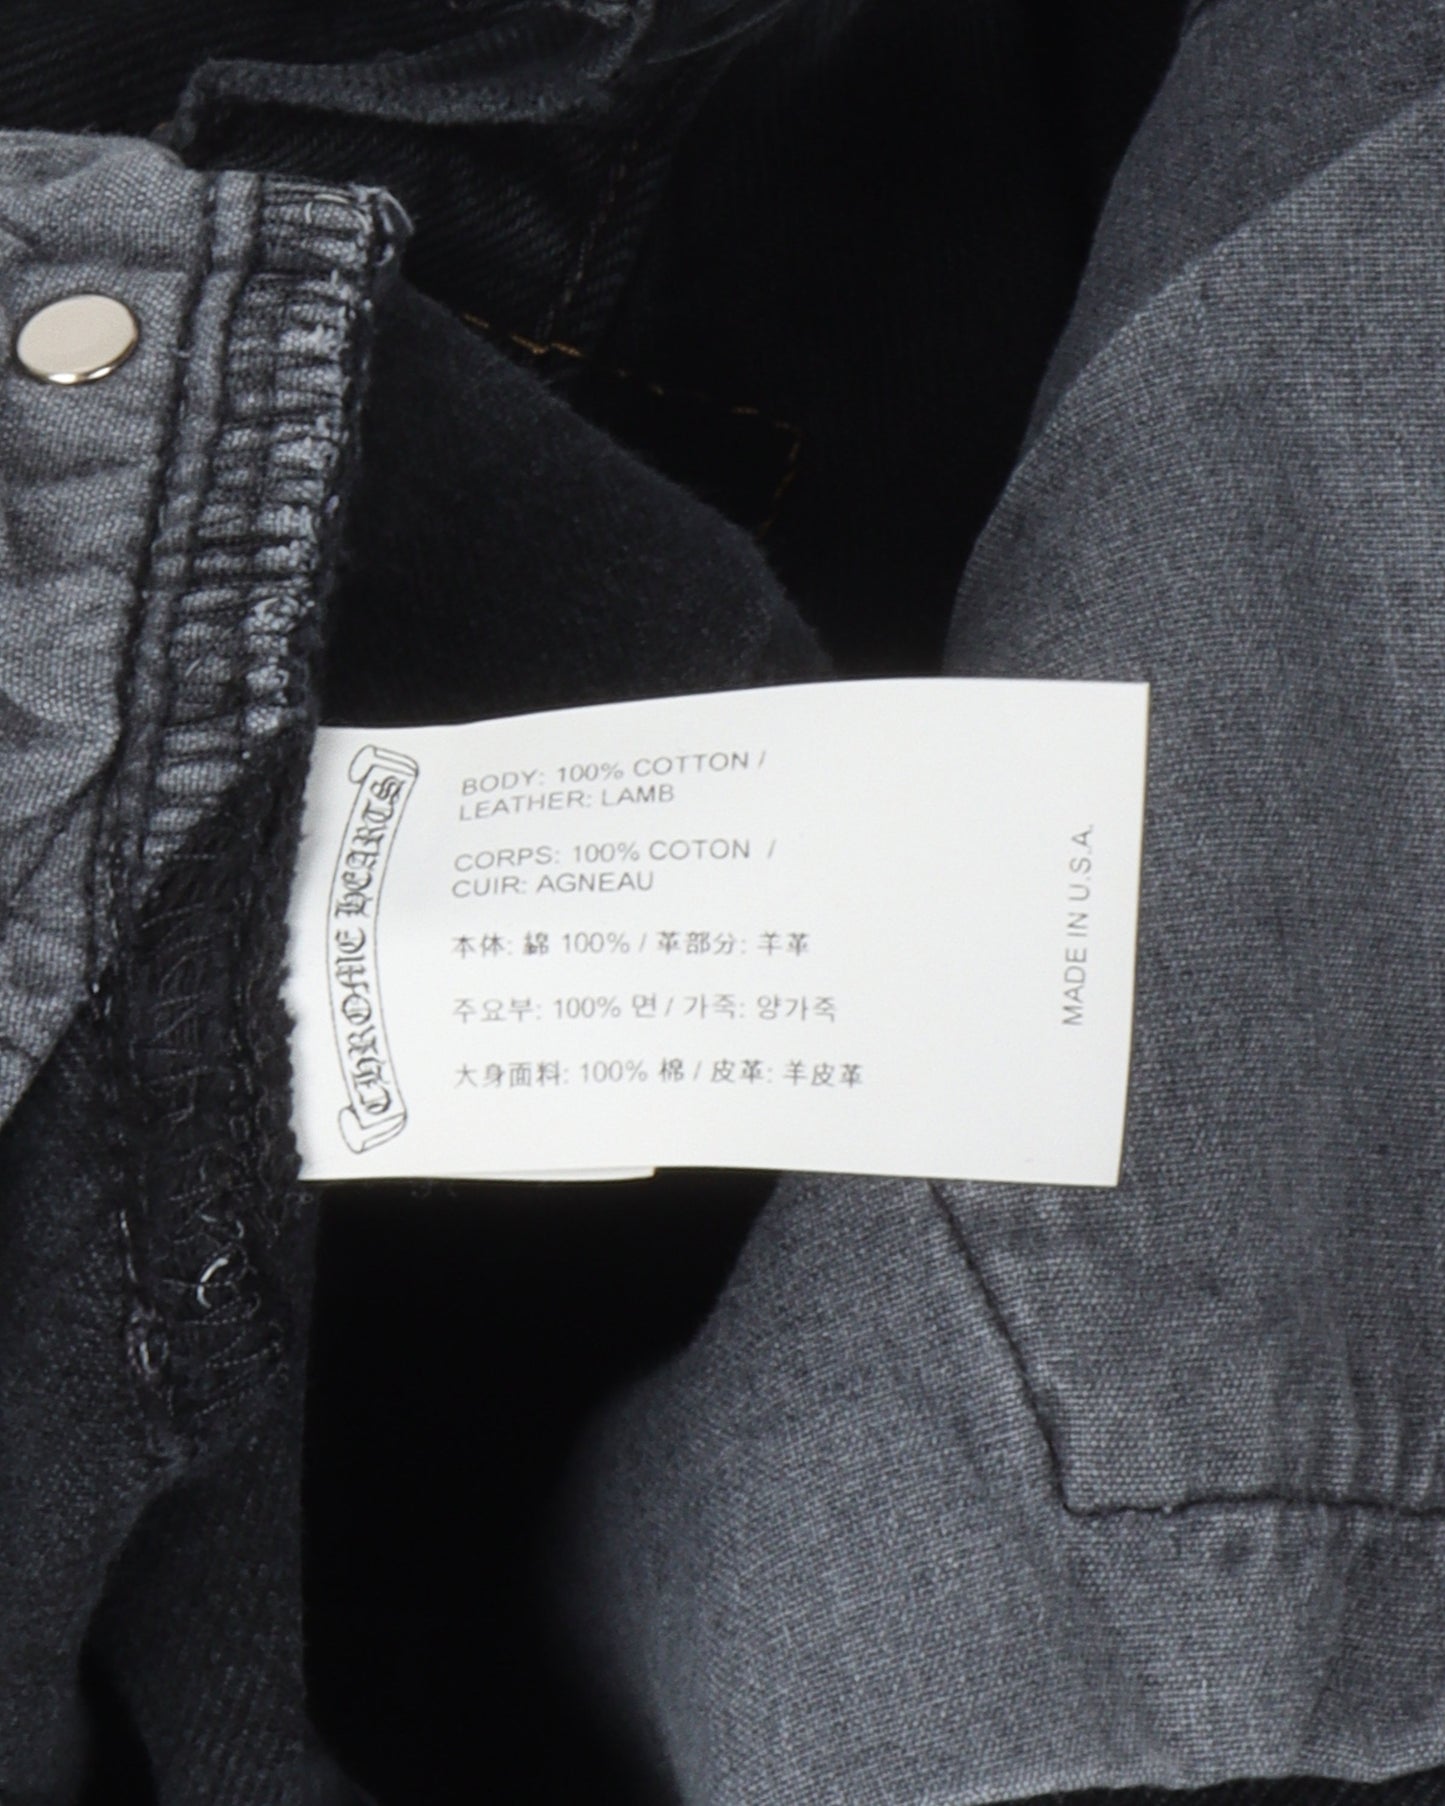 CHROME HEARTS
BODY: 100% COTTON /
LEATHER: LAMB
CORPS: 100% COTON /
CUIR: AGNEAU
本体: 綿 100% / 革部分: 羊革
주요부: 100% 면 / 가죽: 양가죽
大身面料: 100% 棉 / 皮革: 羊皮革
MADE IN U.S.A.